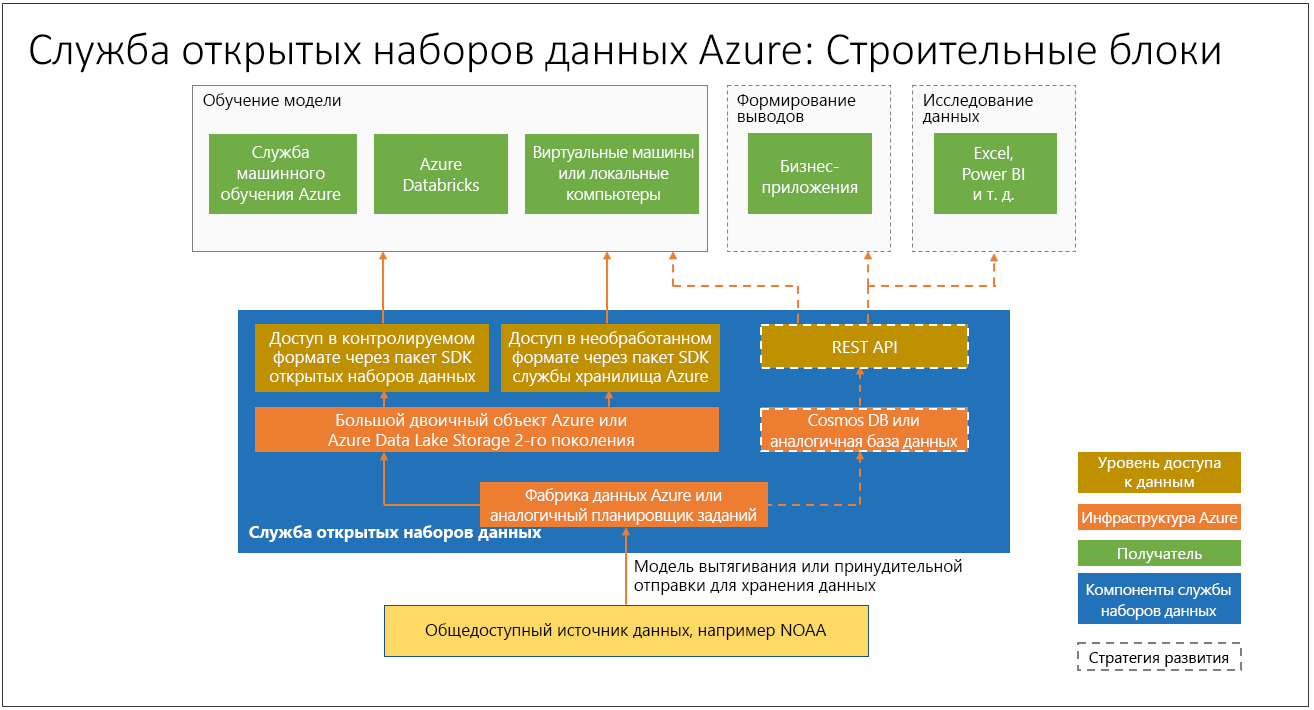 Служба открытых наборов данных Azure: Строительные блоки
Обучение модели
Служба
машинного
обучения Azure
Azure
Databricks
Виртуальные машины
или локальные
компьютеры
Формирование
выводов
Бизнес-
приложения
Исследование
данных
Excel,
Power BI
и т. д.
Доступ в контролируемом
формате через пакет SDK
открытых наборов данных
Доступ в необработанном
формате через пакет SDK
службы хранилища Azure
REST API
Большой двоичный объект Azure или
Azure Data Lake Storage 2-го поколения
Cosmos DB или
аналогичная база данных
Фабрика данных Azure или
аналогичный планировщик заданий
Служба открытых наборов данных
Модель вытягивания или принудительной
отправки для хранения данных
Общедоступный источник данных, например NOAA
Уровень доступа
к данным
Инфраструктура Azure
Получатель
Компоненты службы
наборов данных
Стратегия развития